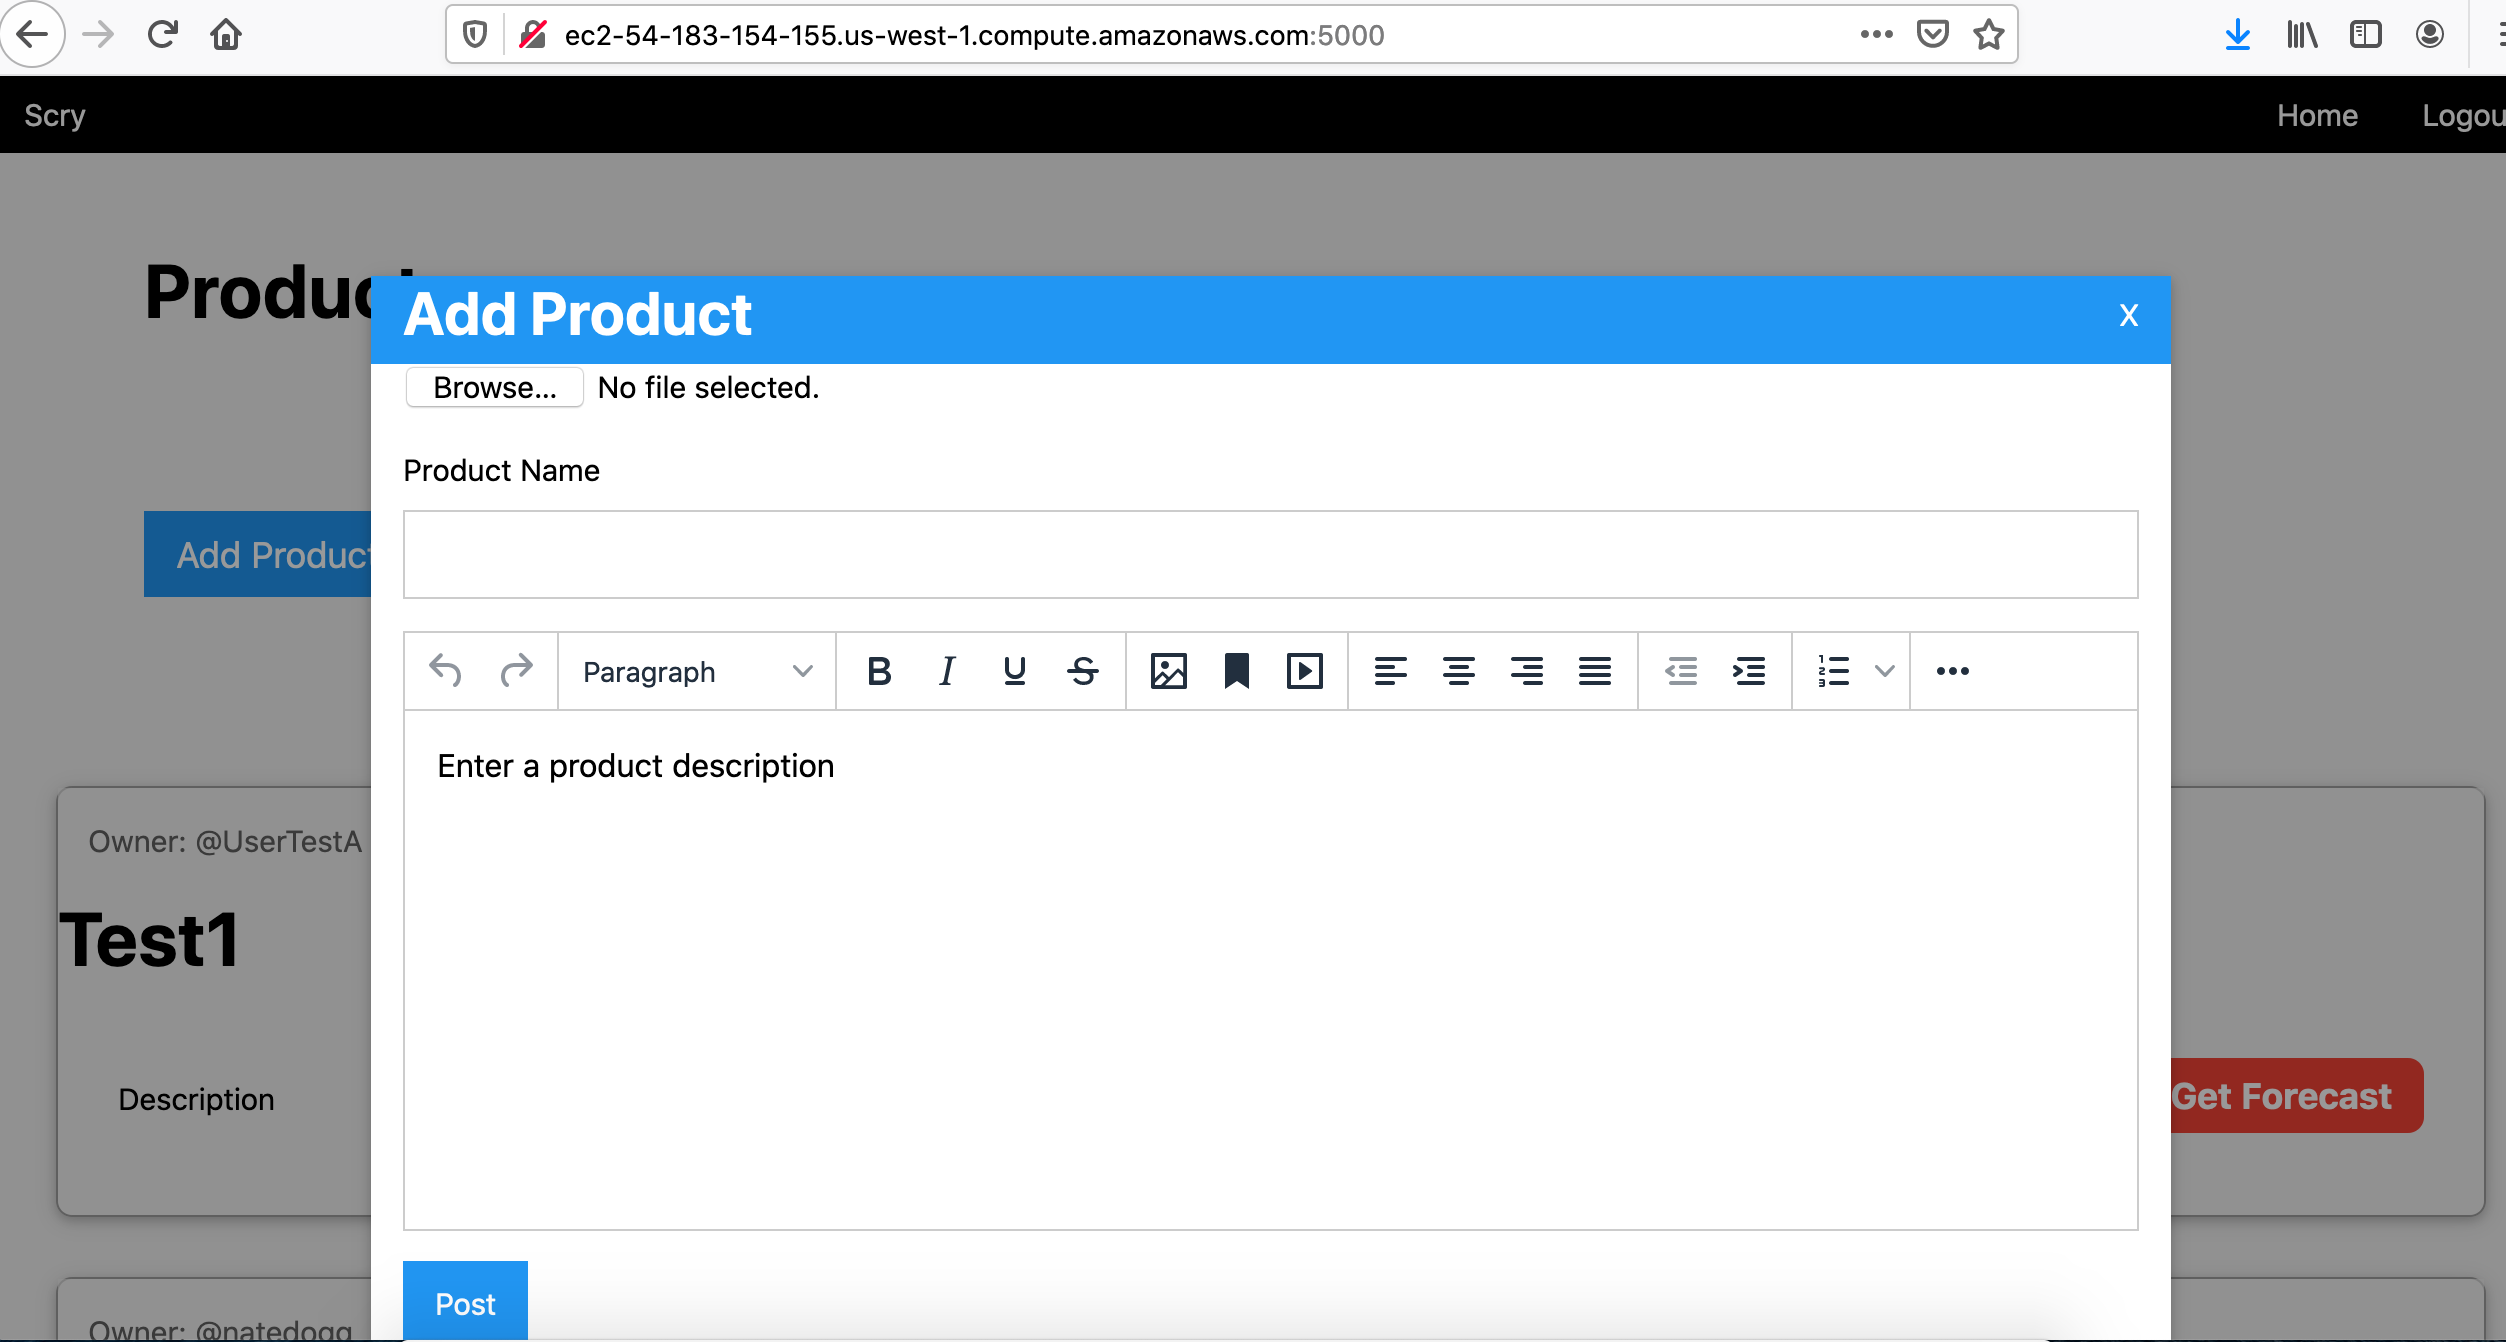 ec2-54-183-154-155.us-west-1.compute.amazonaws.com:5000
Scry
Home
Logou
Produc
Add Product
X
Browse...
No file selected.
Product Name
Add Product
Paragraph
B I U S
Enter a product description
Owner: @UserTestA
Test1
Description
Get Forecast
Post
Owner: @natedogg